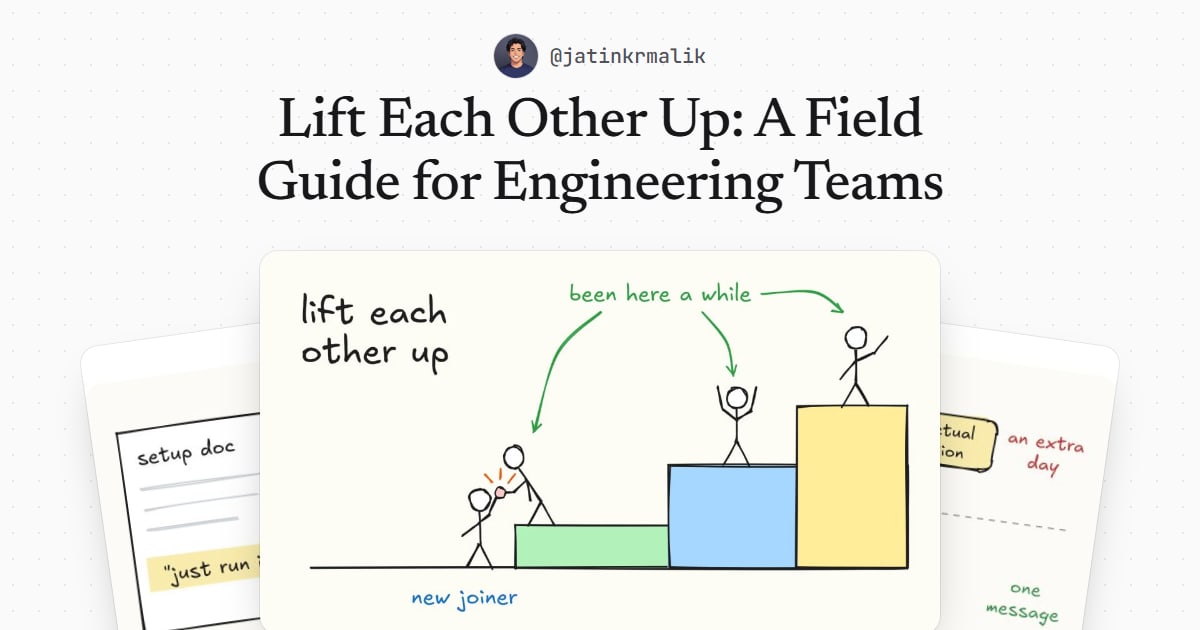 @jatinkrmalik
Lift Each Other Up: A Field
Guide for Engineering Teams
lift each
other up
been here a while
new joiner
setup doc
"just run
an extra
day
one
message